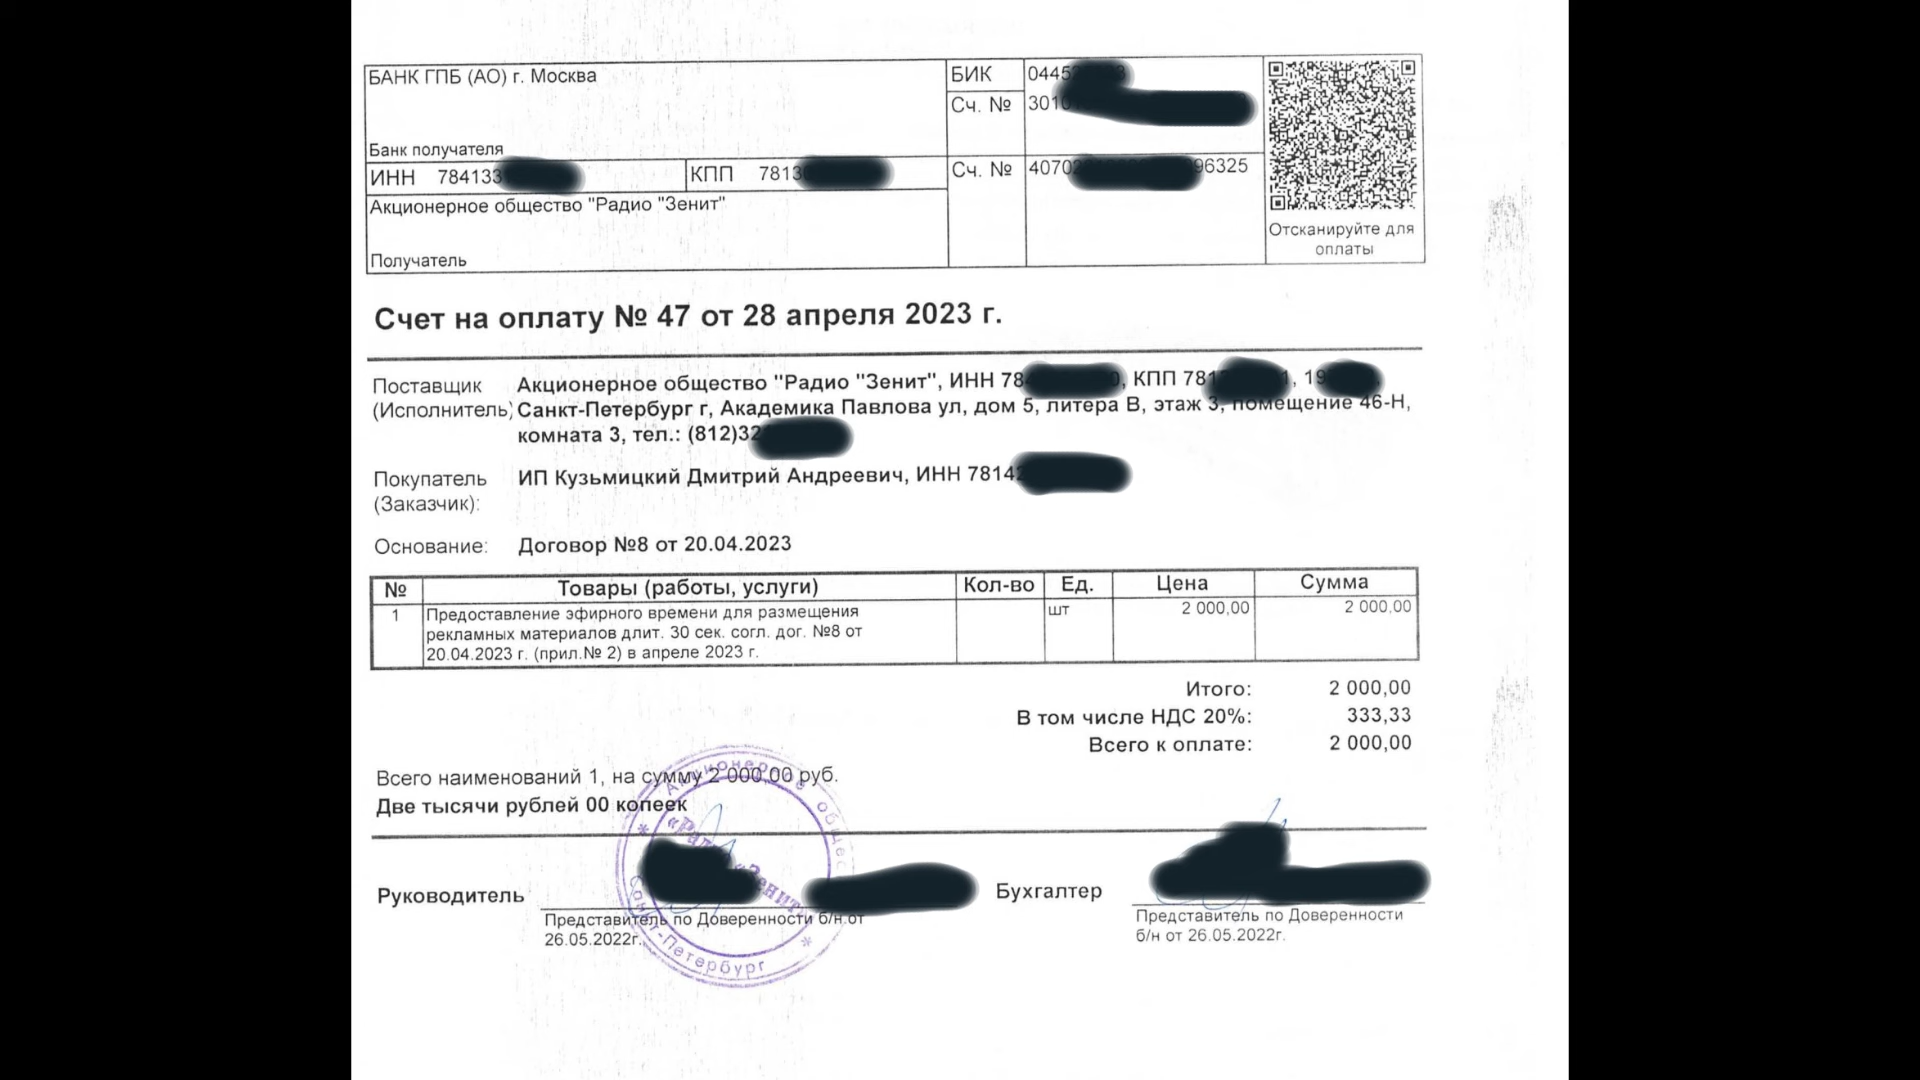 БАНК ГПБ (АО) г. Москва
БИК
0445
Сч. №
3010
Банк получателя
ИНН 784133
КПП 7813
Сч. №
40702
96325
Акционерное общество "Радио "Зенит"
Получатель
Отсканируйте для
оплаты
Счет на оплату № 47 от 28 апреля 2023 г.
Поставщик
(Исполнитель)
Акционерное общество "Радио "Зенит", ИНН 78 , КПП 781 1, 19
Санкт-Петербург г, Академика Павлова ул, дом 5, литера В, этаж 3, помещение 46-Н,
комната 3, тел.: (812)32
Покупатель
(Заказчик):
ИП Кузьмицкий Дмитрий Андреевич, ИНН 7814
Основание:
Договор №8 от 20.04.2023
№ Товары (работы, услуги) Кол-во Ед. Цена Сумма
1 Предоставление эфирного времени для размещения шт 2 000,00 2 000,00
рекламных материалов длит. 30 сек. согл. дог. №8 от
20.04.2023 г. (прил.№ 2) в апреле 2023 г.
Итого: 2 000,00
В том числе НДС 20%: 333,33
Всего к оплате: 2 000,00
Всего наименований 1, на сумму 2 000,00 руб.
Две тысячи рублей 00 копеек
Руководитель
Представитель по Доверенности б/н от
26.05.2022г.
Бухгалтер
Представитель по Доверенности
б/н от 26.05.2022г.
Акционерное общес
«Зенит»
Санкт-Петербург